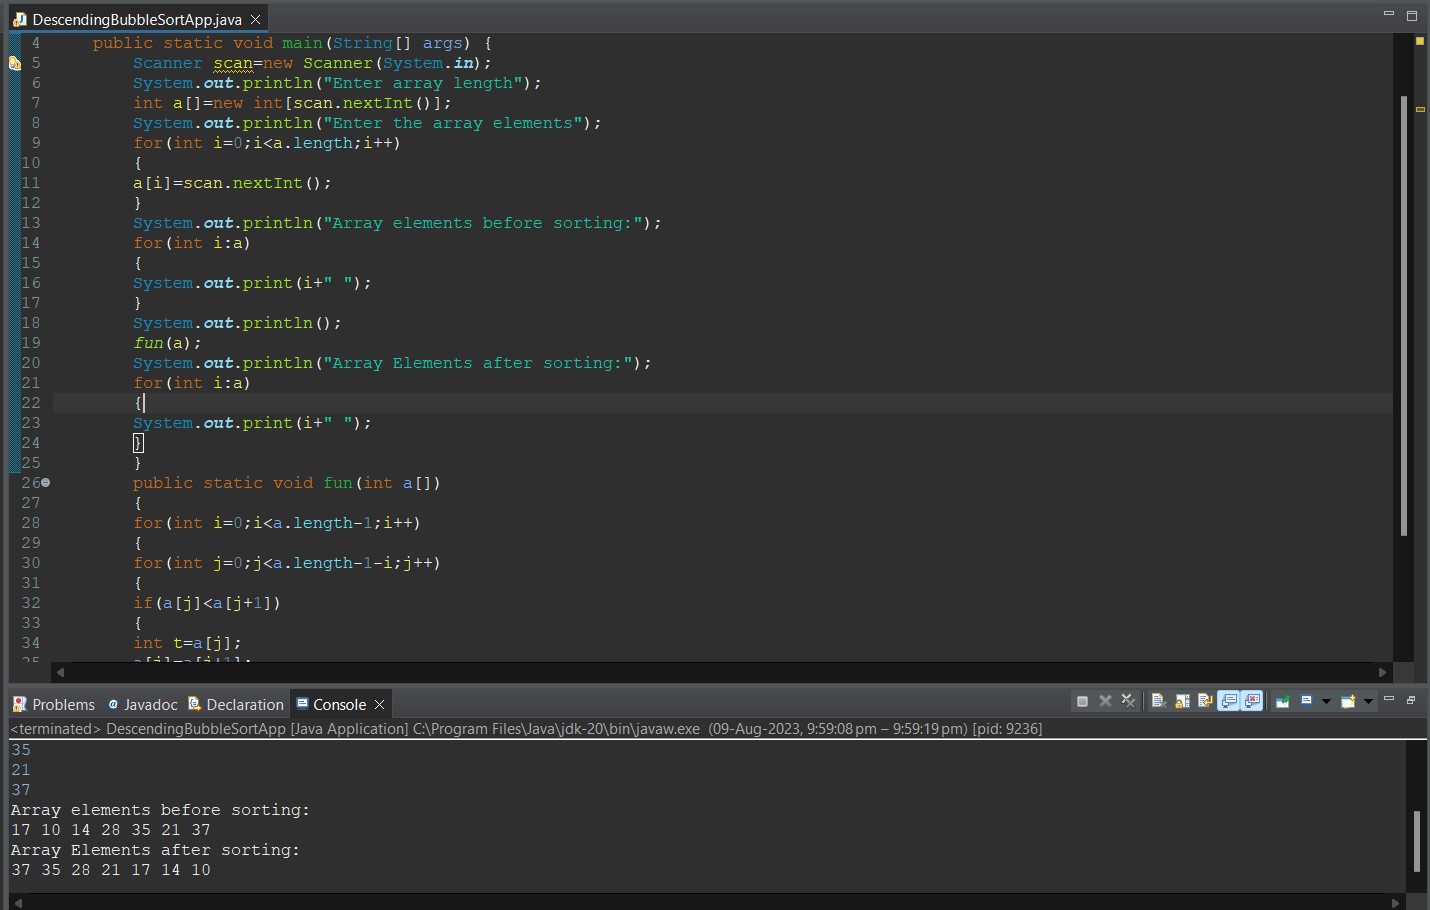 DescendingBubbleSortApp.java
4 public static void main(String[] args) {
5 Scanner scan=new Scanner(System.in);
6 System.out.println("Enter array length");
7 int a[]=new int[scan.nextInt()];
8 System.out.println("Enter the array elements");
9 for(int i=0;i<a.length;i++)
10 {
11 a[i]=scan.nextInt();
12 }
13 System.out.println("Array elements before sorting:");
14 for(int i:a)
15 {
16 System.out.print(i+" ");
17 }
18 System.out.println();
19 fun(a);
20 System.out.println("Array Elements after sorting:");
21 for(int i:a)
22 {
23 System.out.print(i+" ");
24 }
25 }
26 public static void fun(int a[])
27 {
28 for(int i=0;i<a.length-1;i++)
29 {
30 for(int j=0;j<a.length-1-i;j++)
31 {
32 if(a[j]<a[j+1])
33 {
34 int t=a[j];
35 a[j]=a[j+1];
Problems @ Javadoc Declaration Console
<terminated> DescendingBubbleSortApp [Java Application] C:\Program Files\Java\jdk-20\bin\javaw.exe (09-Aug-2023, 9:59:08 pm – 9:59:19 pm) [pid: 9236]
35
21
37
Array elements before sorting:
17 10 14 28 35 21 37
Array Elements after sorting:
37 35 28 21 17 14 10